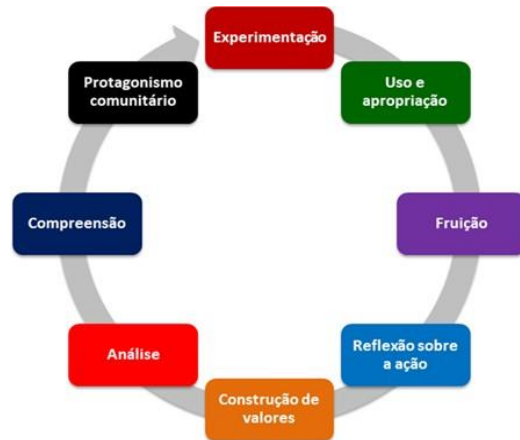 Experimentação
Uso e
apropriação
Fruição
Reflexão sobre
a ação
Construção de
valores
Análise
Compreensão
Protagonismo
comunitário